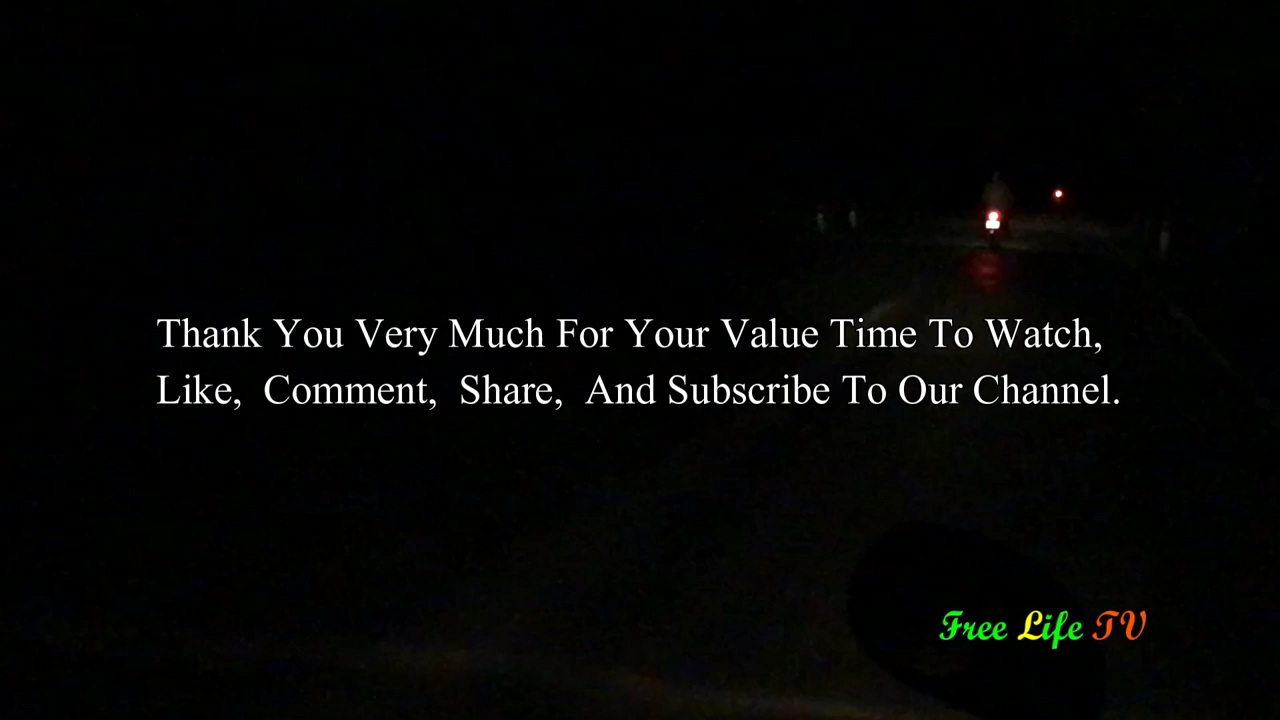 Thank You Very Much For Your Value Time To Watch,
Like, Comment, Share, And Subscribe To Our Channel.
Free Life TV